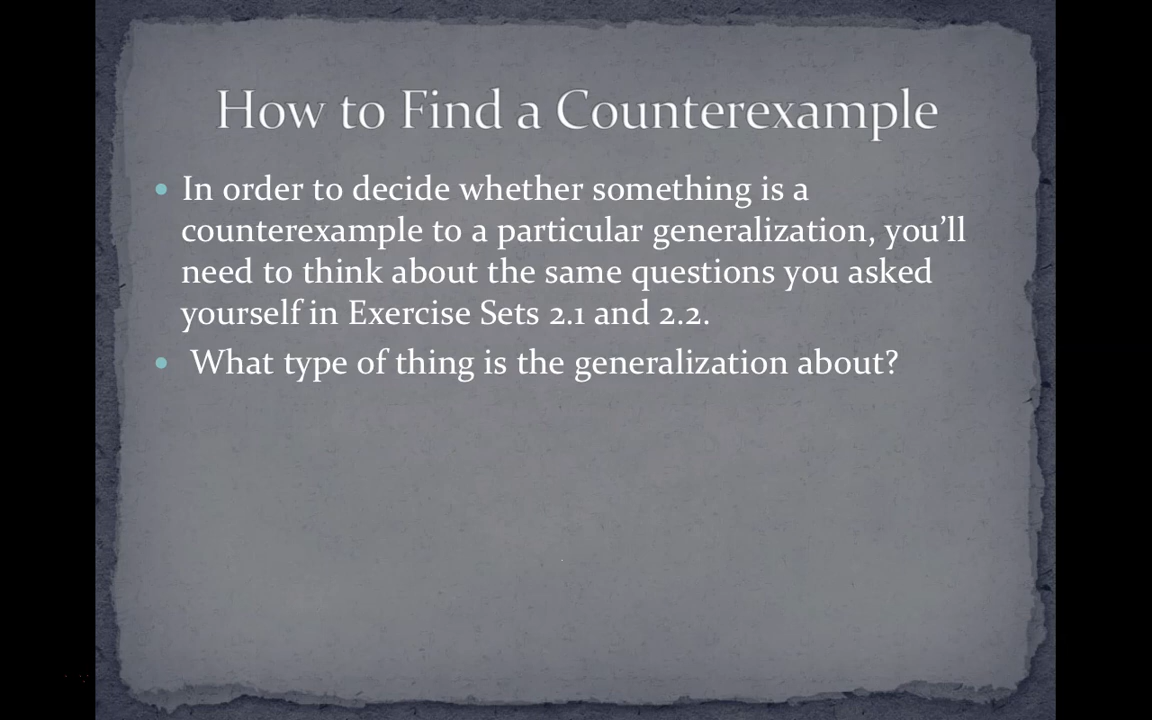 How to Find a Counterexample
• In order to decide whether something is a
counterexample to a particular generalization, you’ll
need to think about the same questions you asked
yourself in Exercise Sets 2.1 and 2.2.
• What type of thing is the generalization about?